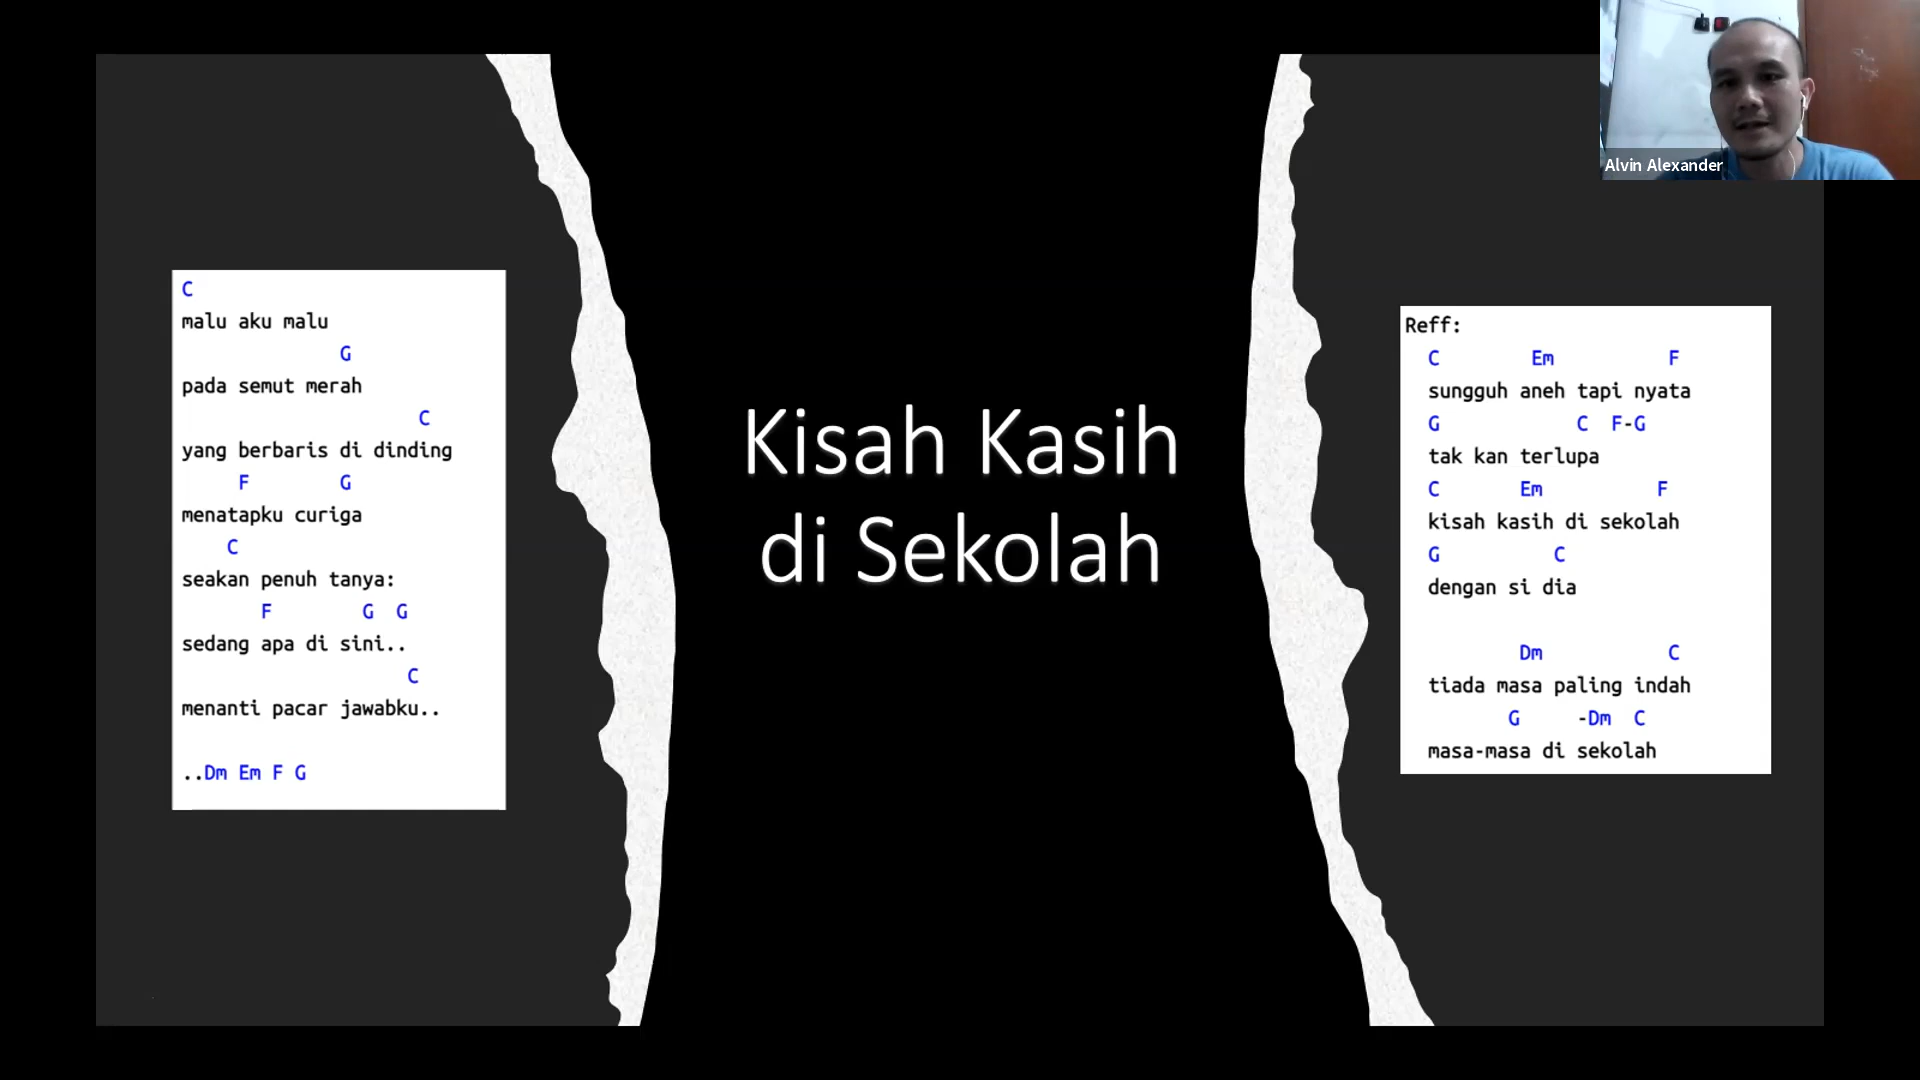 C
malu aku malu
G
pada semut merah
C
yang berbaris di dinding
F G
menatapku curiga
C
seakan penuh tanya:
F G G
sedang apa di sini..
C
menanti pacar jawabku..
..Dm Em F G
Kisah Kasih
di Sekolah
Alvin Alexander
Reff:
C Em F
sungguh aneh tapi nyata
G C F-G
tak kan terlupa
C Em F
kisah kasih di sekolah
G C
dengan si dia
Dm C
tiada masa paling indah
G -Dm C
masa-masa di sekolah